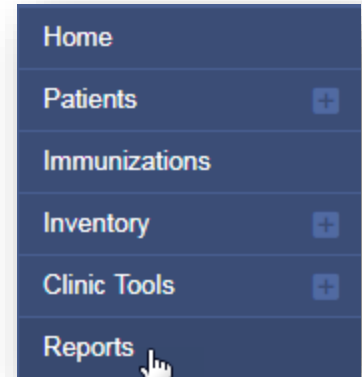 Home
Patients
Immunizations
Inventory
Clinic Tools
Reports